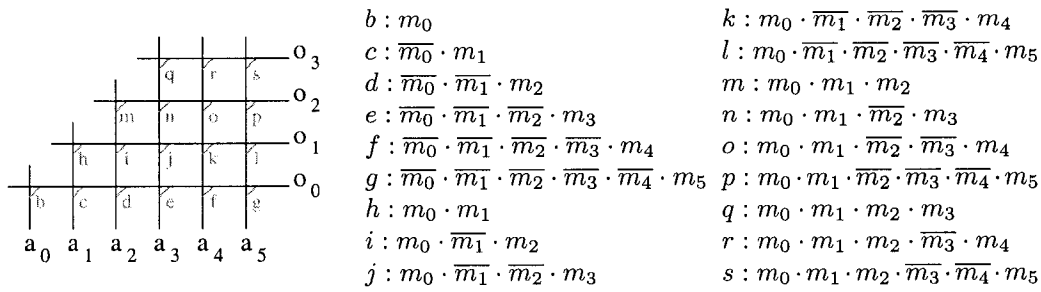 o₃
q r s
o₂
m n o p
o₁
h i j k l
o₀
b c d e f g
a₀ a₁ a₂ a₃ a₄ a₅
b : m₀
c : m̅₀ · m₁
d : m̅₀ · m̅₁ · m₂
e : m̅₀ · m̅₁ · m̅₂ · m₃
f : m̅₀ · m̅₁ · m̅₂ · m̅₃ · m₄
g : m̅₀ · m̅₁ · m̅₂ · m̅₃ · m̅₄ · m₅
h : m₀ · m₁
i : m₀ · m̅₁ · m₂
j : m₀ · m̅₁ · m̅₂ · m₃
k : m₀ · m̅₁ · m̅₂ · m̅₃ · m₄
l : m₀ · m̅₁ · m̅₂ · m̅₃ · m̅₄ · m₅
m : m₀ · m₁ · m₂
n : m₀ · m₁ · m̅₂ · m₃
o : m₀ · m₁ · m̅₂ · m̅₃ · m₄
p : m₀ · m₁ · m̅₂ · m̅₃ · m̅₄ · m₅
q : m₀ · m₁ · m₂ · m₃
r : m₀ · m₁ · m₂ · m̅₃ · m₄
s : m₀ · m₁ · m₂ · m̅₃ · m̅₄ · m₅